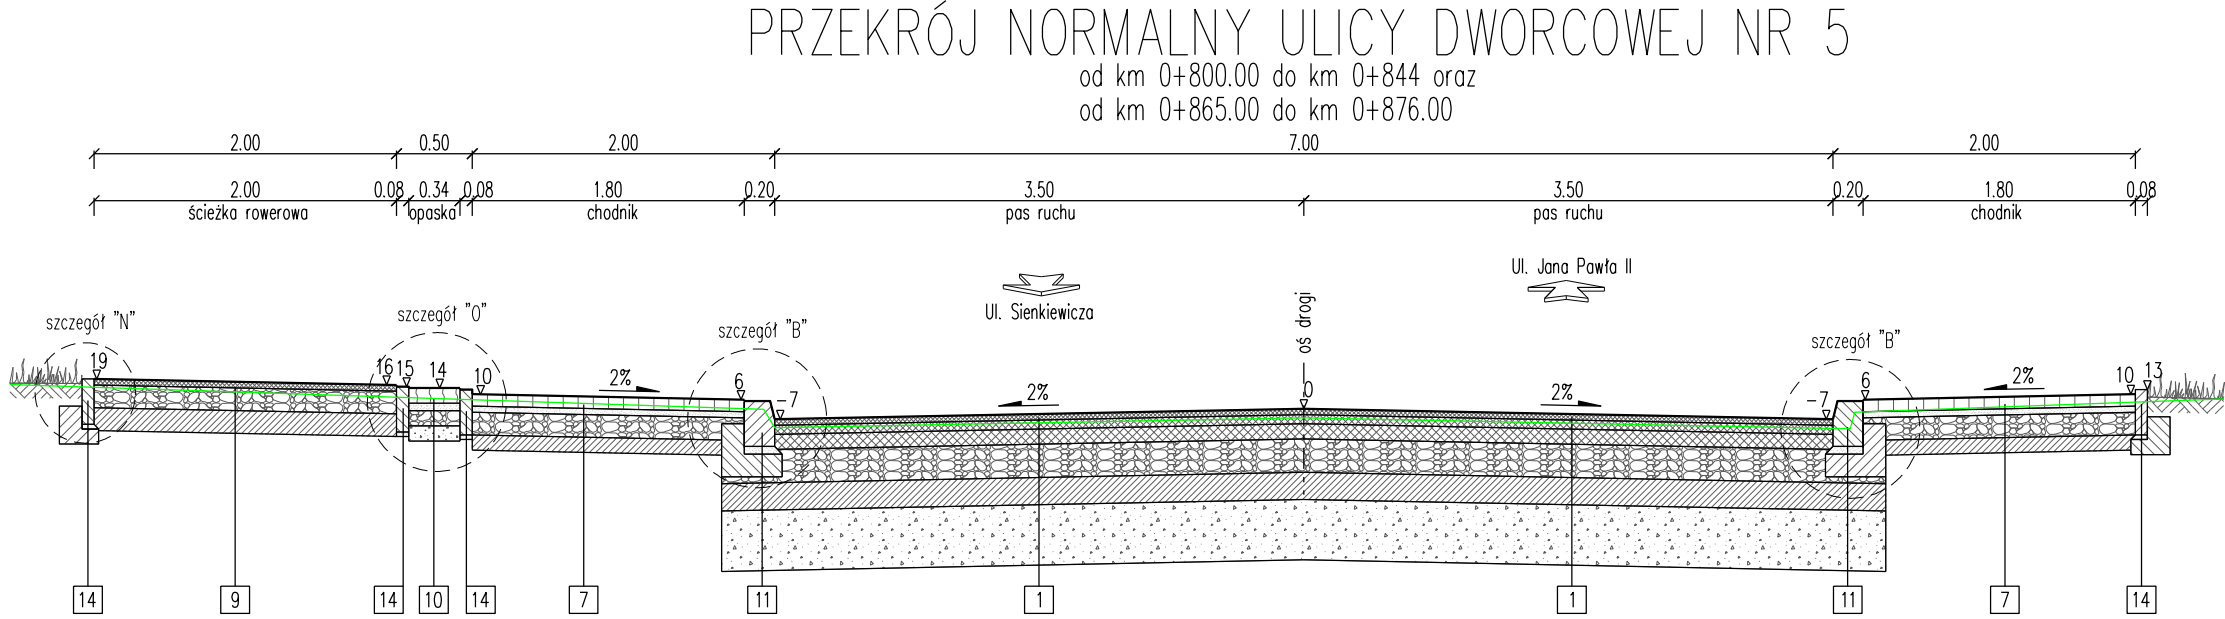 PRZEKRÓJ NORMALNY ULICY DWORCOWEJ NR 5
od km 0+800.00 do km 0+844 oraz
od km 0+865.00 do km 0+876.00
2.00 0.50 2.00 7.00 2.00
2.00 0.08 0.34 0.08 1.80 0.20 3.50 3.50 0.20 1.80 0.08
ścieżka rowerowa opaska chodnik pas ruchu pas ruchu chodnik
Ul. Jana Pawła II
Ul. Sienkiewicza
oś drogi
szczegół "N" szczegół "O" szczegół "B" szczegół "B"
19 16 15 14 10 2% 6 -7 2% 0 2% -7 6 2% 10 13
14 9 14 10 14 7 11 1 1 11 7 14